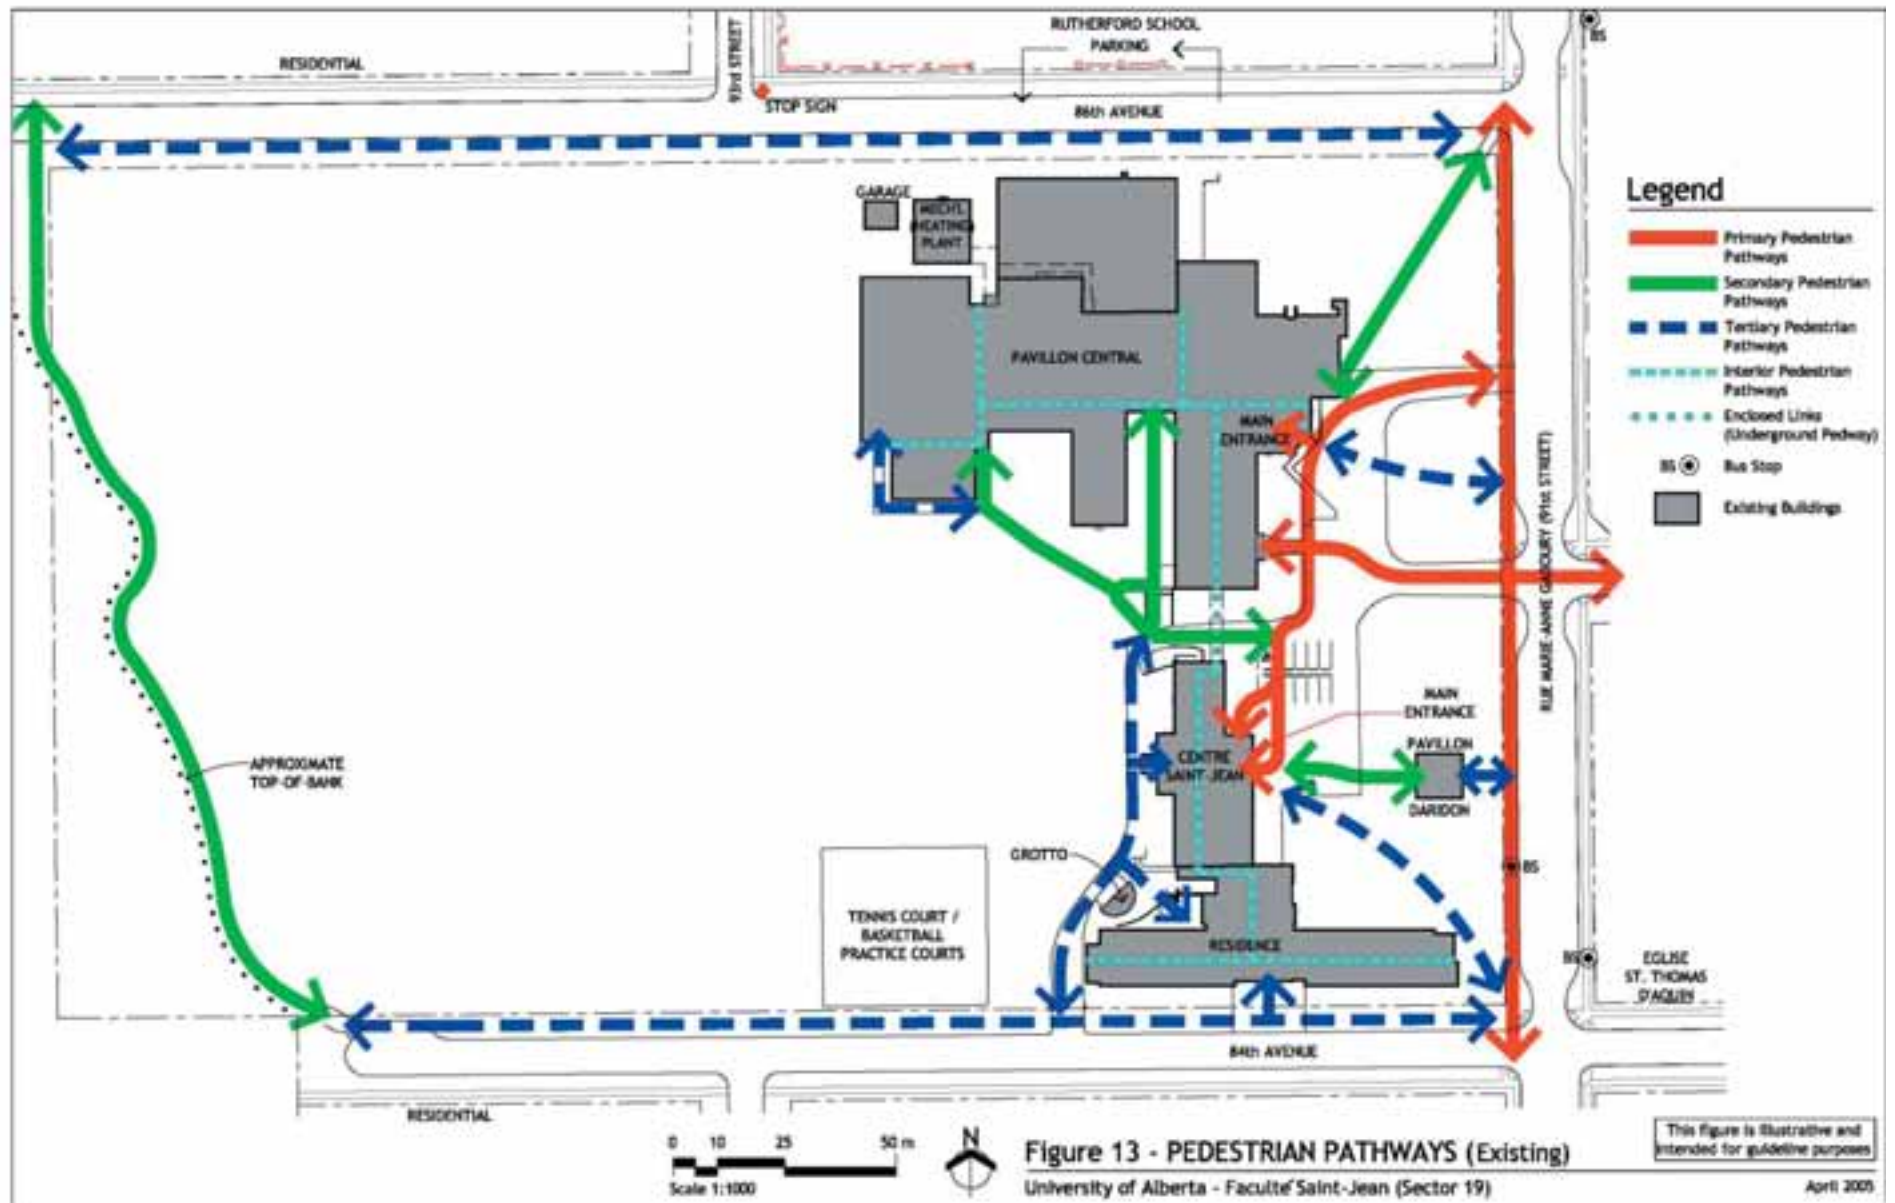 RUTHERFORD SCHOOL
PARKING
BS
RESIDENTIAL
93rd STREET
STOP SIGN
86th AVENUE
GARAGE
MECH'L
HEATING
PLANT
PAVILLON CENTRAL
MAIN
ENTRANCE
RUE MARIE-ANNE GABOURY (91st STREET)
Legend
Primary Pedestrian
Pathways
Secondary Pedestrian
Pathways
Tertiary Pedestrian
Pathways
Interior Pedestrian
Pathways
Enclosed Links
(Underground Pedway)
BS
Bus Stop
Existing Buildings
APPROXIMATE
TOP-OF-BANK
MAIN
ENTRANCE
PAVILLON
DARIDON
CENTRE
SAINT-JEAN
BS
GROTTO
TENNIS COURT /
BASKETBALL
PRACTICE COURTS
RESIDENCE
BS
EGLISE
ST. THOMAS
D'AQUIN
84th AVENUE
RESIDENTIAL
0 10 25 50 m
Scale 1:1000
N
Figure 13 - PEDESTRIAN PATHWAYS (Existing)
University of Alberta - Faculté Saint-Jean (Sector 19)
This figure is illustrative and
intended for guideline purposes
April 2005